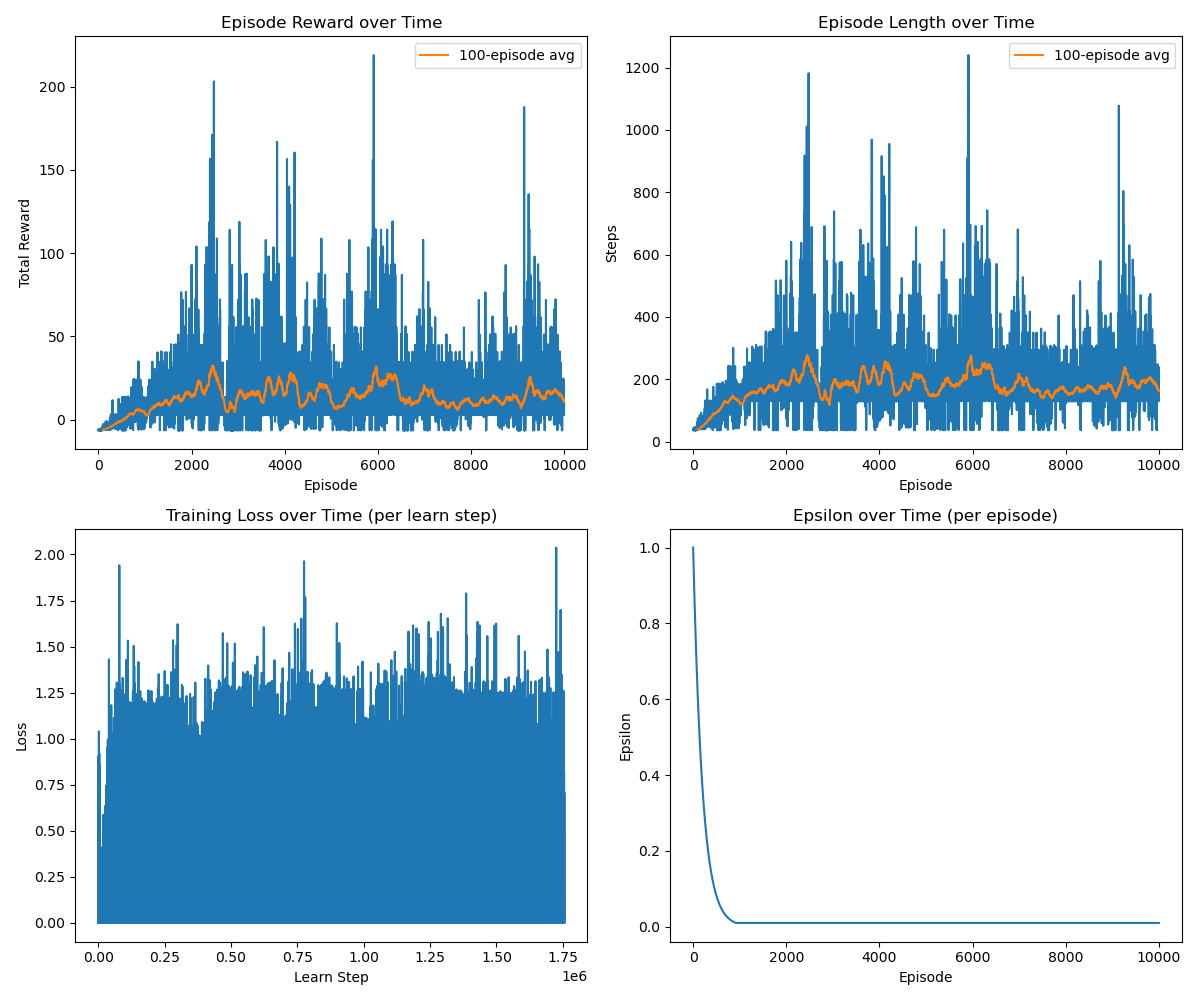 Episode Reward over Time
100-episode avg
Total Reward
200
150
100
50
0
0 2000 4000 6000 8000 10000
Episode
Episode Length over Time
100-episode avg
Steps
1200
1000
800
600
400
200
0
0 2000 4000 6000 8000 10000
Episode
Training Loss over Time (per learn step)
Loss
2.00
1.75
1.50
1.25
1.00
0.75
0.50
0.25
0.00
0.00 0.25 0.50 0.75 1.00 1.25 1.50 1.75
1e6
Learn Step
Epsilon over Time (per episode)
Epsilon
1.0
0.8
0.6
0.4
0.2
0.0
0 2000 4000 6000 8000 10000
Episode